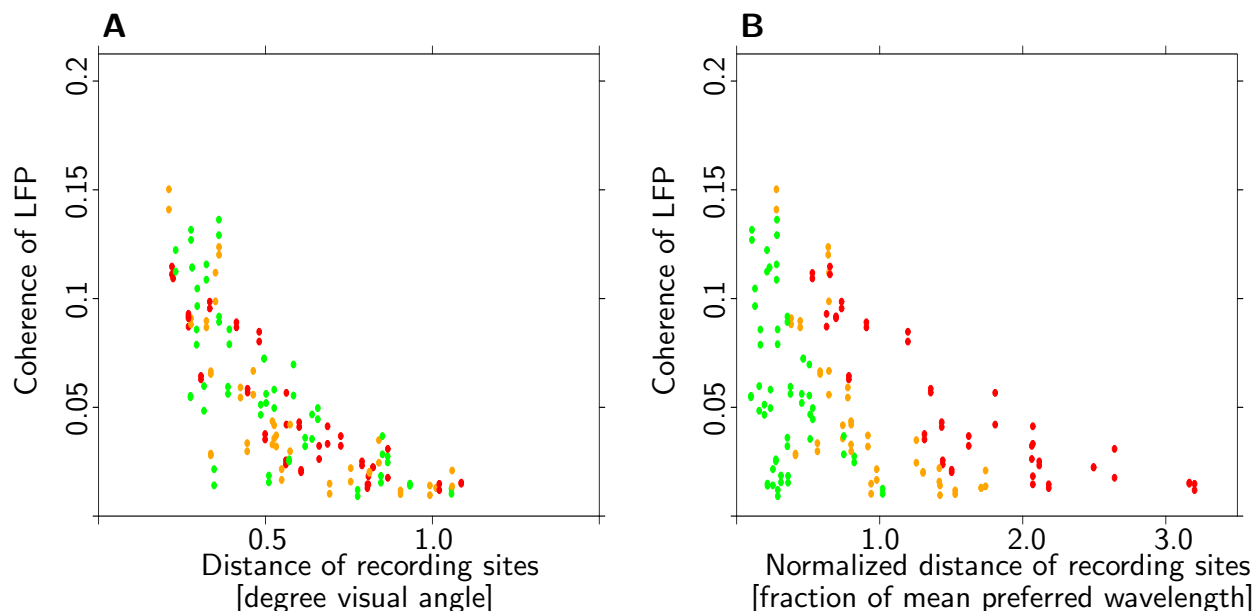 A
0.2
0.15
0.1
0.05
Coherence of LFP
0.5
1.0
Distance of recording sites
[degree visual angle]
B
0.2
0.15
0.1
0.05
Coherence of LFP
1.0
2.0
3.0
Normalized distance of recording sites
[fraction of mean preferred wavelength]